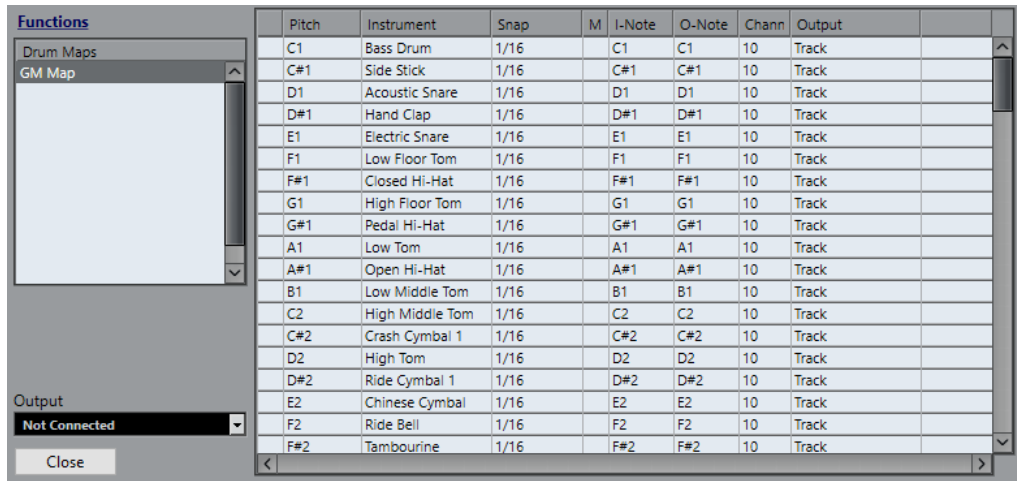 Functions
Drum Maps
GM Map
Output
Not Connected
Close
Pitch Instrument Snap M I-Note O-Note Chann Output
C1 Bass Drum 1/16 C1 C1 10 Track
C#1 Side Stick 1/16 C#1 C#1 10 Track
D1 Acoustic Snare 1/16 D1 D1 10 Track
D#1 Hand Clap 1/16 D#1 D#1 10 Track
E1 Electric Snare 1/16 E1 E1 10 Track
F1 Low Floor Tom 1/16 F1 F1 10 Track
F#1 Closed Hi-Hat 1/16 F#1 F#1 10 Track
G1 High Floor Tom 1/16 G1 G1 10 Track
G#1 Pedal Hi-Hat 1/16 G#1 G#1 10 Track
A1 Low Tom 1/16 A1 A1 10 Track
A#1 Open Hi-Hat 1/16 A#1 A#1 10 Track
B1 Low Middle Tom 1/16 B1 B1 10 Track
C2 High Middle Tom 1/16 C2 C2 10 Track
C#2 Crash Cymbal 1 1/16 C#2 C#2 10 Track
D2 High Tom 1/16 D2 D2 10 Track
D#2 Ride Cymbal 1 1/16 D#2 D#2 10 Track
E2 Chinese Cymbal 1/16 E2 E2 10 Track
F2 Ride Bell 1/16 F2 F2 10 Track
F#2 Tambourine 1/16 F#2 F#2 10 Track